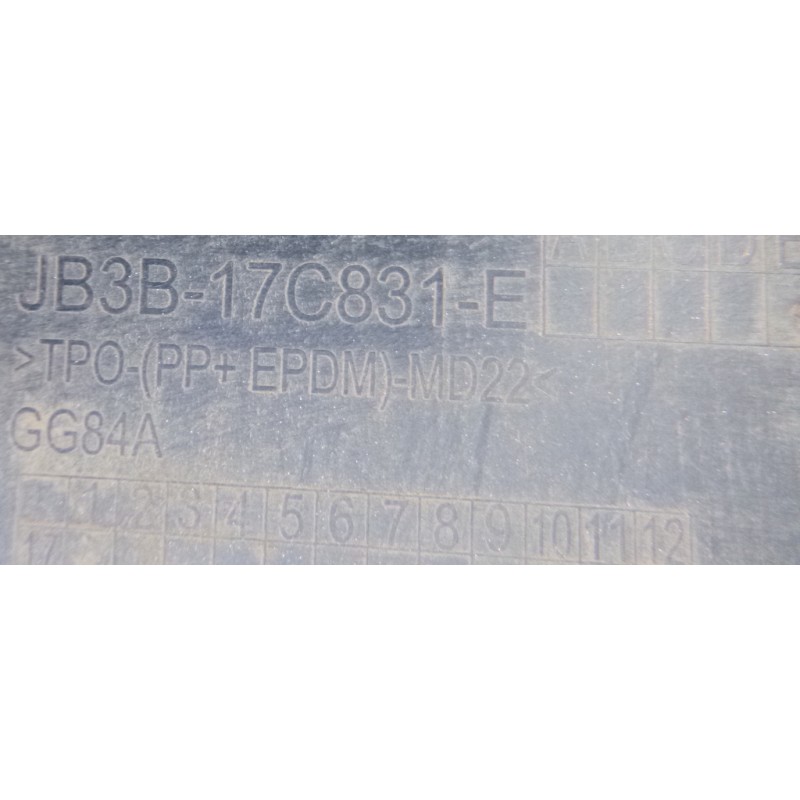 JB3B-17C831-E
A B C D E
>TPO-(PP+EPDM)-MD22<
GG84A
1 2 3 4 5 6 7 8 9 10 11 12
17